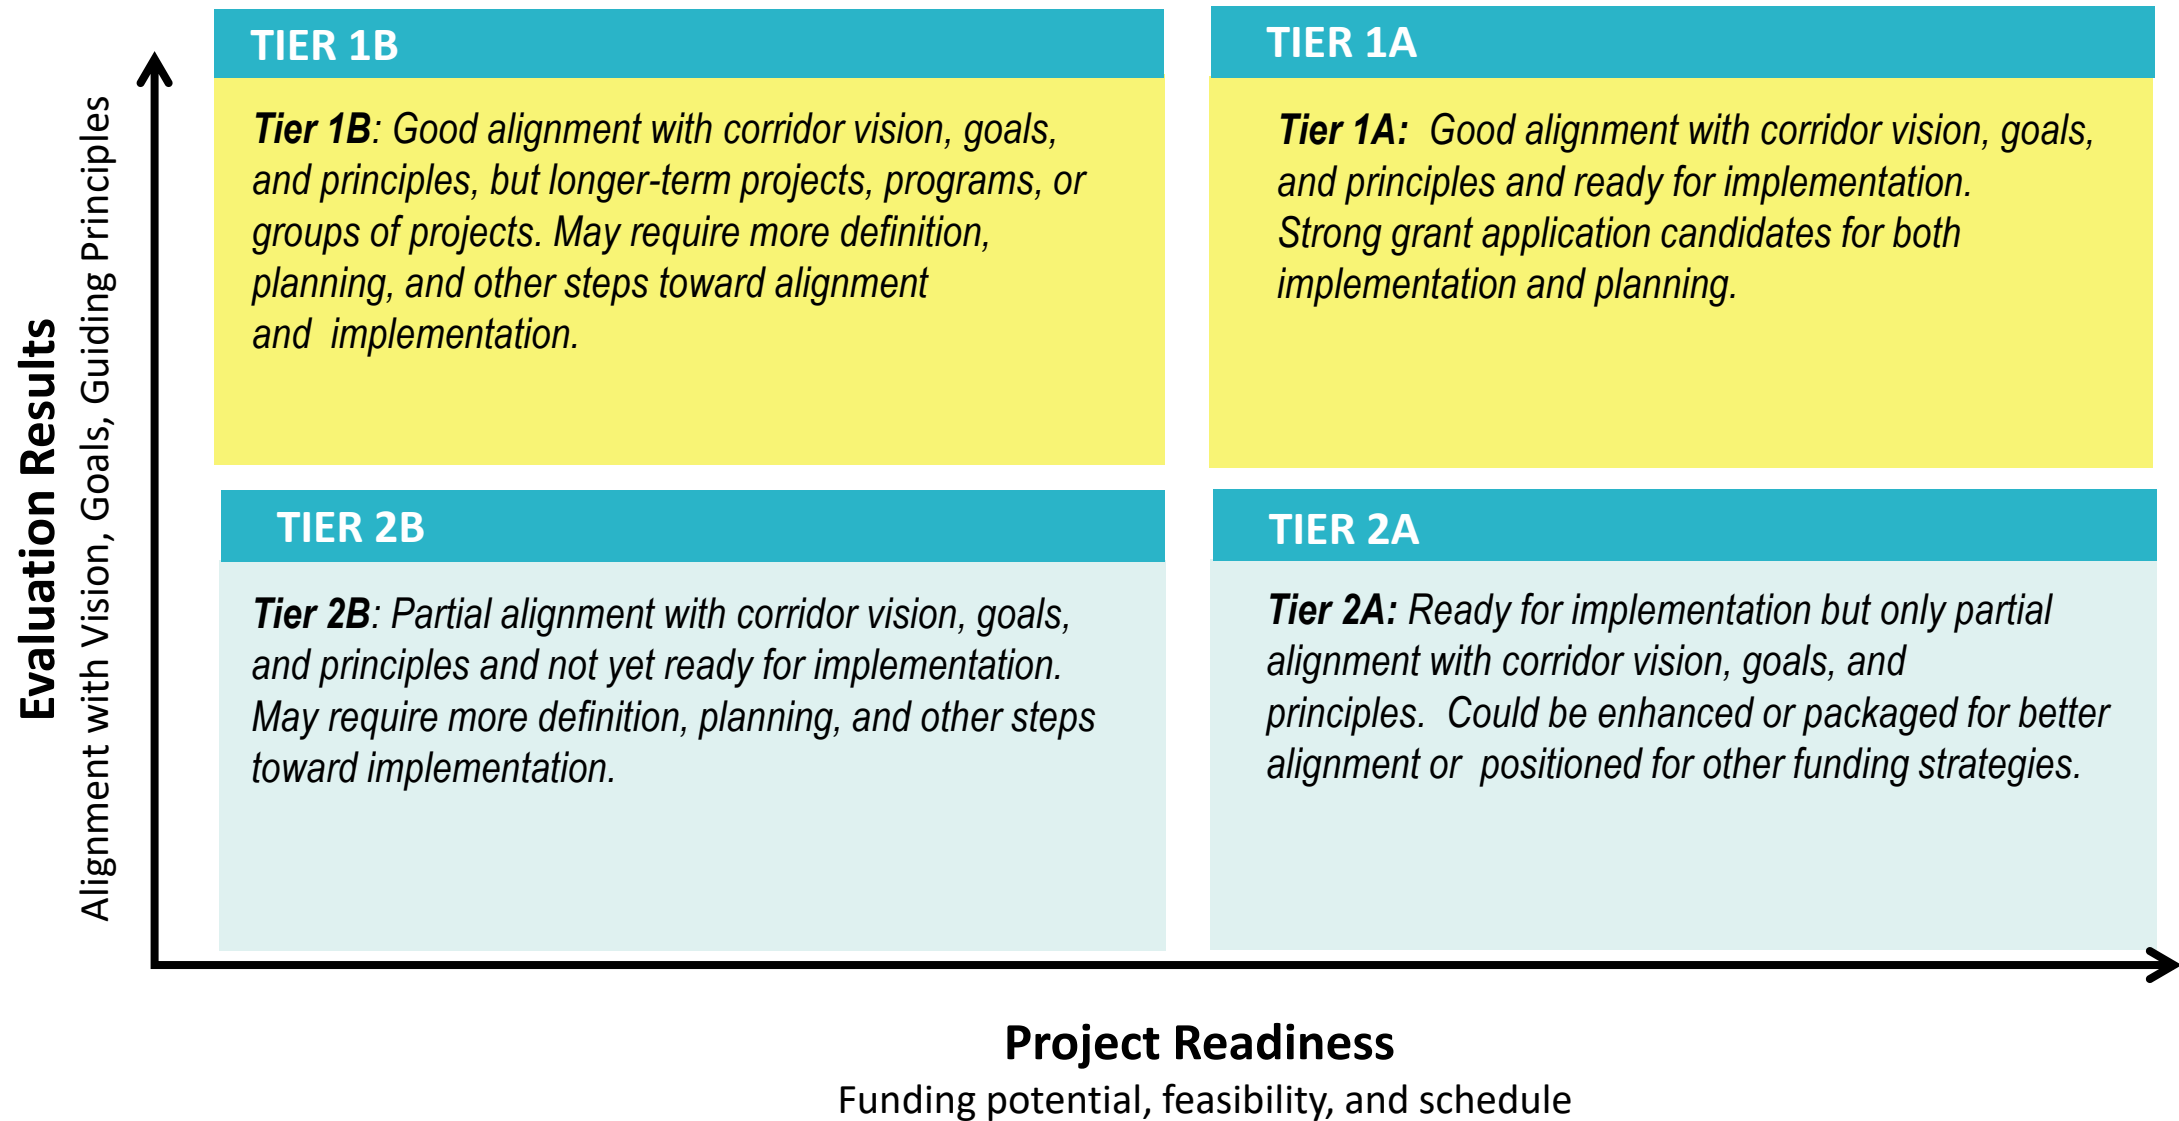 TIER 1B
Tier 1B: Good alignment with corridor vision, goals,
and principles, but longer-term projects, programs, or
groups of projects. May require more definition,
planning, and other steps toward alignment
and  implementation.
TIER 1A
Tier 1A:  Good alignment with corridor vision, goals,
and principles and ready for implementation.
Strong grant application candidates for both
implementation and planning.
Evaluation Results
Alignment with Vision, Goals, Guiding Principles
TIER 2B
Tier 2B: Partial alignment with corridor vision, goals,
and principles and not yet ready for implementation.
May require more definition, planning, and other steps
toward implementation.
TIER 2A
Tier 2A: Ready for implementation but only partial
alignment with corridor vision, goals, and
principles.  Could be enhanced or packaged for better
alignment or  positioned for other funding strategies.
Project Readiness
Funding potential, feasibility, and schedule